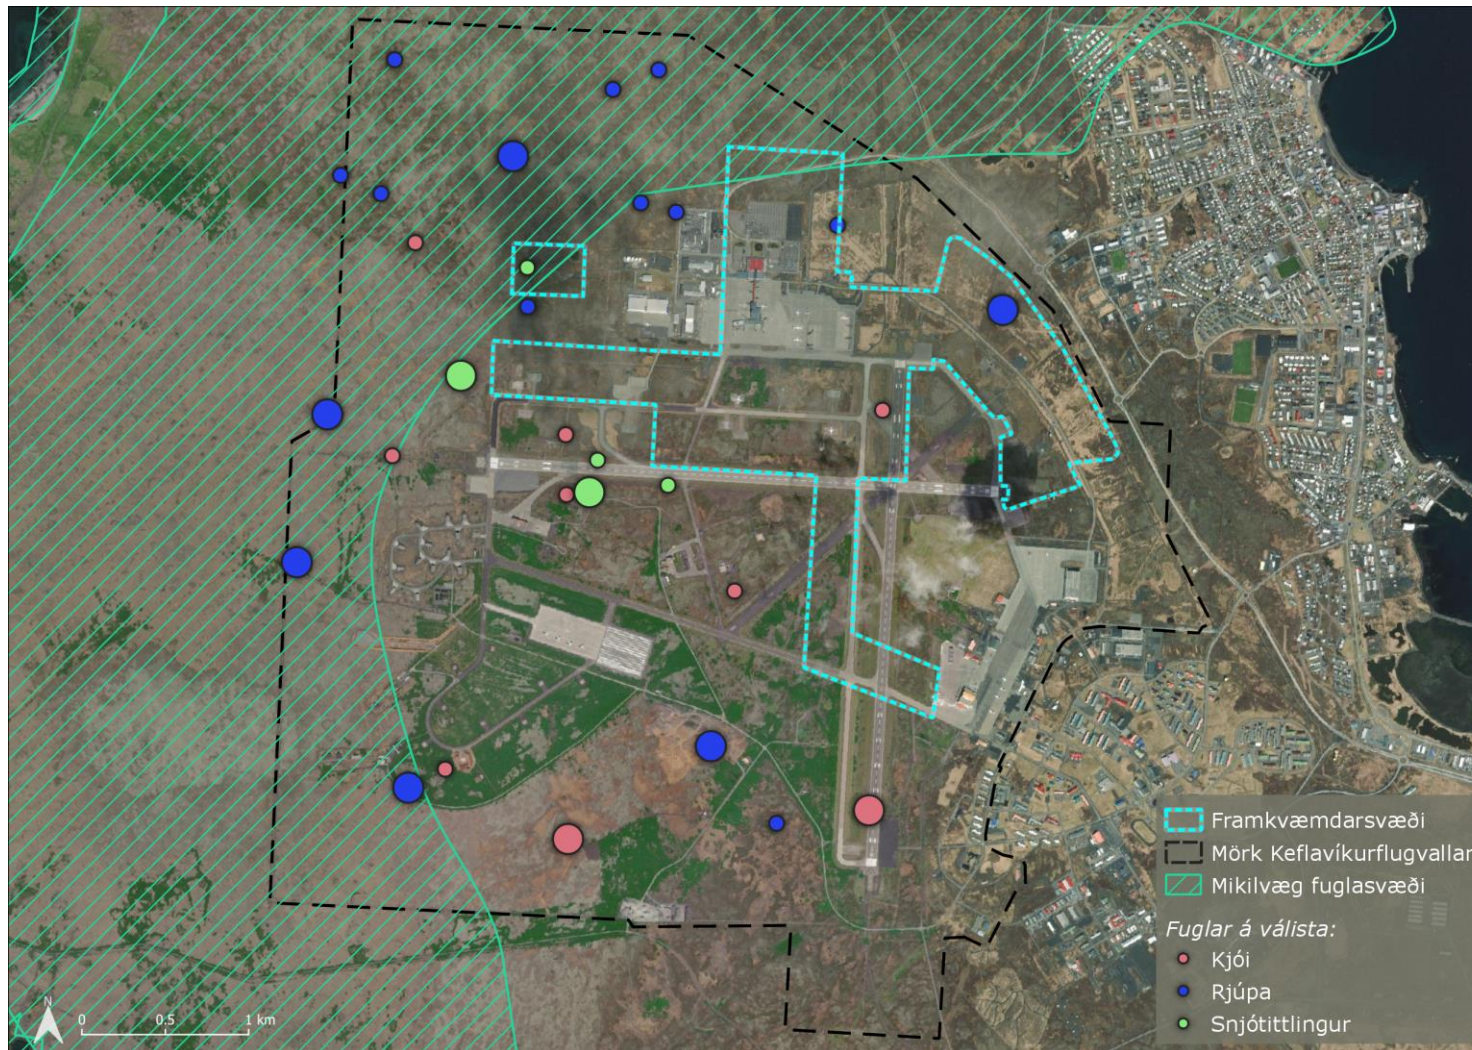 Framkvæmdarsvæði
Mörk Keflavíkurflugvallar
Mikilvæg fuglasvæði
Fuglar á válista:
Kjói
Rjúpa
Snjótittlingur
N
0 0.5 1 km